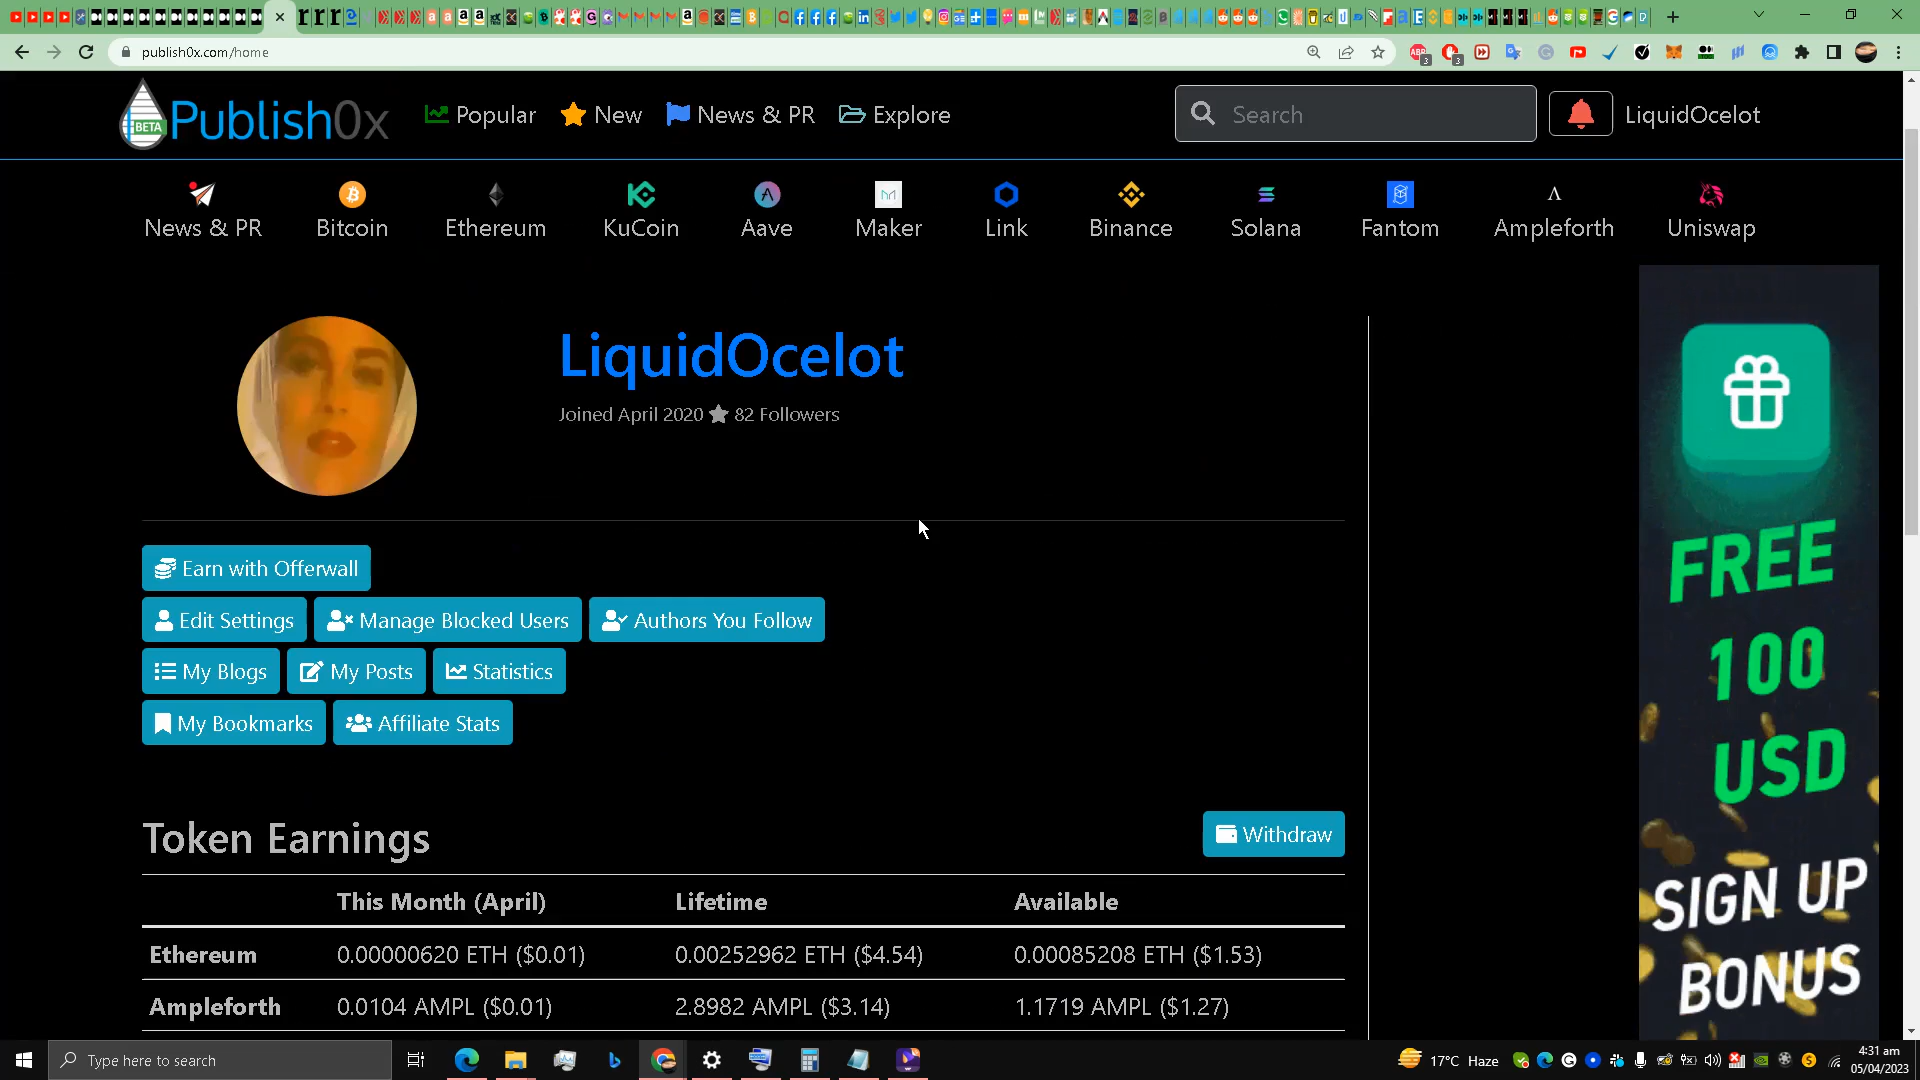 publish0x.com/home
BETA Publish0x
Popular
New
News & PR
Explore
Search
LiquidOcelot
News & PR
Bitcoin
Ethereum
KuCoin
Aave
Maker
Link
Binance
Solana
Fantom
Ampleforth
Uniswap
LiquidOcelot
Joined April 2020 82 Followers
Earn with Offerwall
Edit Settings
Manage Blocked Users
Authors You Follow
My Blogs
My Posts
Statistics
My Bookmarks
Affiliate Stats
FREE
100
USD
SIGN UP
BONUS
Token Earnings
Withdraw
This Month (April) Lifetime Available
Ethereum 0.00000620 ETH ($0.01) 0.00252962 ETH ($4.54) 0.00085208 ETH ($1.53)
Ampleforth 0.0104 AMPL ($0.01) 2.8982 AMPL ($3.14) 1.1719 AMPL ($1.27)
Type here to search
17°C Haze
4:31 am
05/04/2023